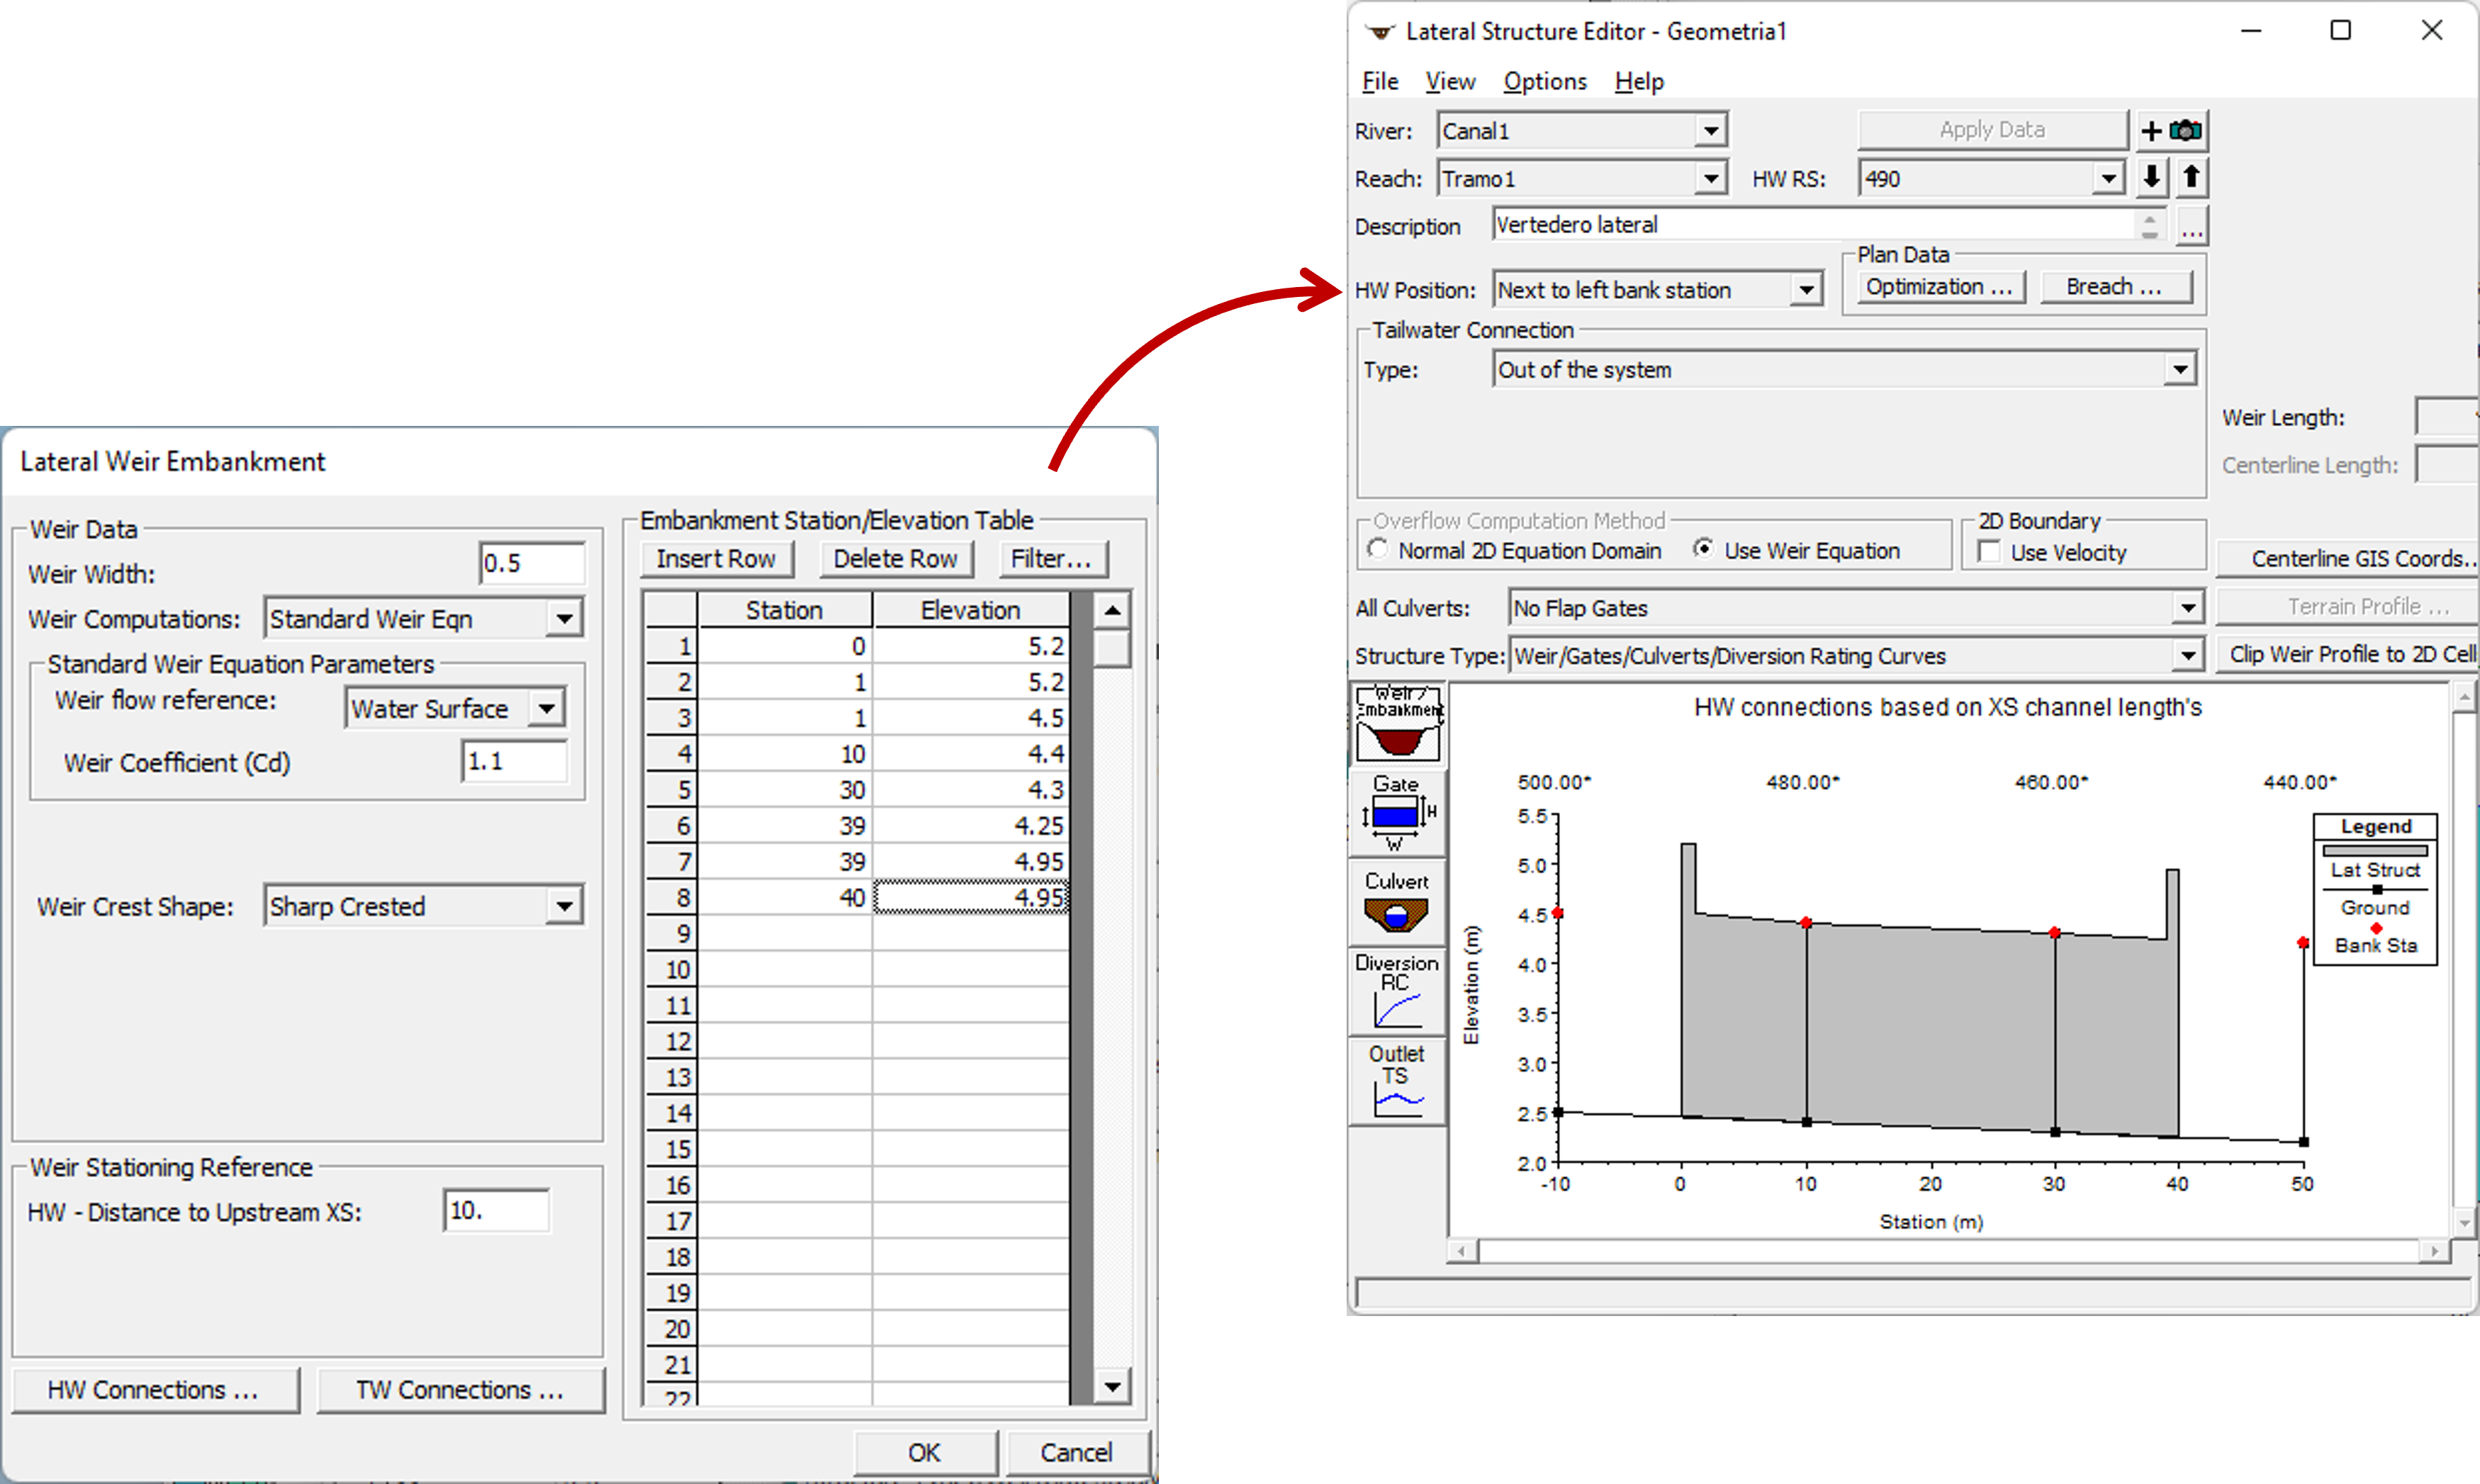 Lateral Weir Embankment
Weir Data
Weir Width: 0.5
Weir Computations: Standard Weir Eqn
Standard Weir Equation Parameters
Weir flow reference: Water Surface
Weir Coefficient (Cd) 1.1
Weir Crest Shape: Sharp Crested
Weir Stationing Reference
HW - Distance to Upstream XS: 10.
HW Connections ... TW Connections ...
Embankment Station/Elevation Table
Insert Row Delete Row Filter...
Station Elevation
1 0 5.2
2 1 5.2
3 1 4.5
4 10 4.4
5 30 4.3
6 39 4.25
7 39 4.95
8 40 4.95
9
10
11
12
13
14
15
16
17
18
19
20
21
22
OK Cancel
Lateral Structure Editor - Geometria1
File View Options Help
River: Canal1 Apply Data
Reach: Tramo1 HW RS: 490
Description Vertedero lateral ...
HW Position: Next to left bank station
Plan Data
Optimization ... Breach ...
Tailwater Connection
Type: Out of the system
Weir Length:
Centerline Length:
Overflow Computation Method
Normal 2D Equation Domain Use Weir Equation
2D Boundary
Use Velocity
Centerline GIS Coords..
All Culverts: No Flap Gates
Terrain Profile ...
Structure Type: Weir/Gates/Culverts/Diversion Rating Curves
Clip Weir Profile to 2D Cell
Weir /
Embankment
Gate
H
W
Culvert
Diversion
RC
Outlet
TS
HW connections based on XS channel length's
500.00* 480.00* 460.00* 440.00*
5.5
5.0
4.5
4.0
3.5
3.0
2.5
2.0
Elevation (m)
-10 0 10 20 30 40 50
Station (m)
Legend
Lat Struct
Ground
Bank Sta